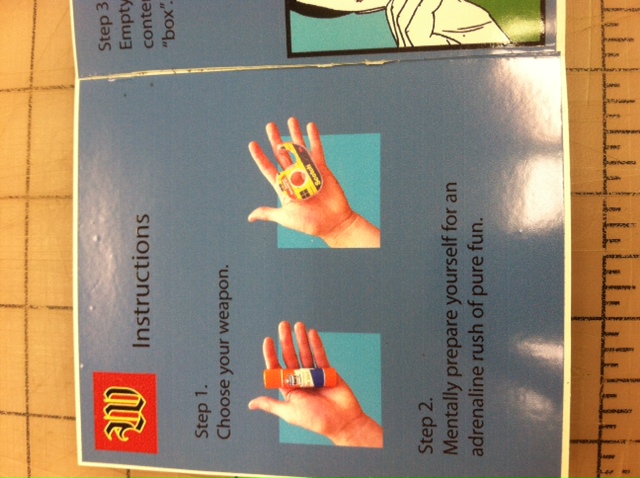 W
Instructions
Step 1.
Choose your weapon.
Scotch
Step 2.
Mentally prepare yourself for an
adrenaline rush of pure fun.
Step 3
Empty
conte
"box".